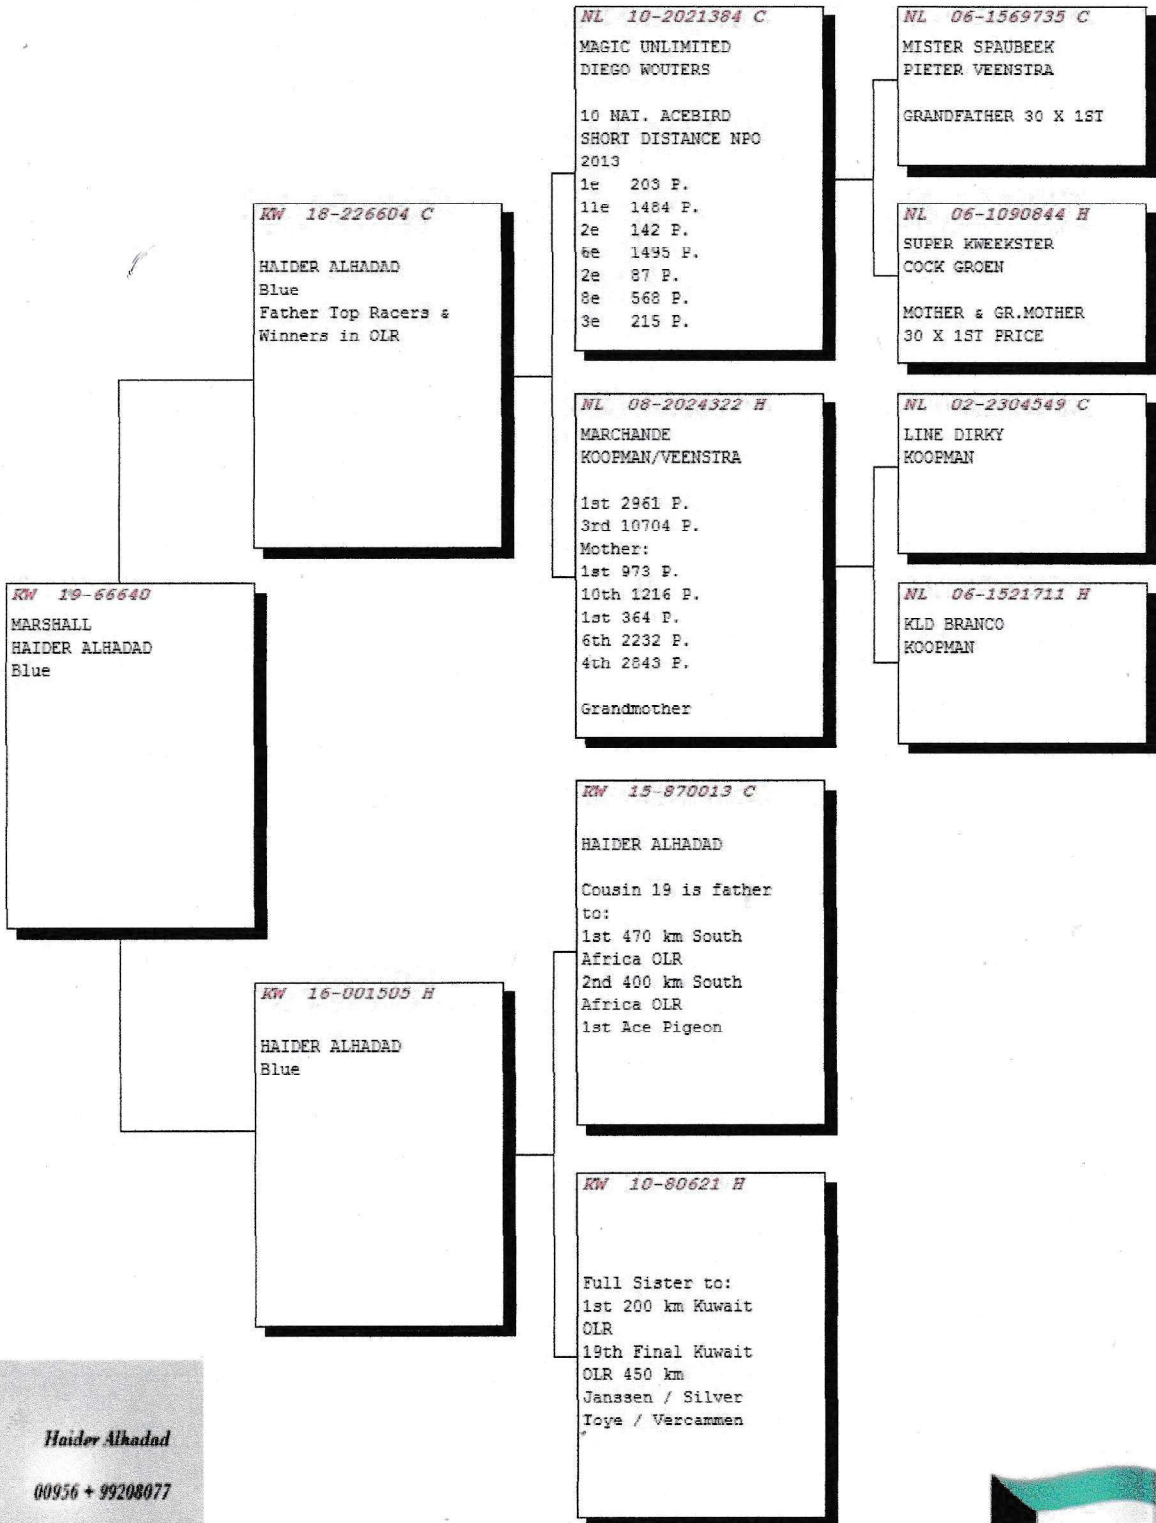 NL 10-2021384 C
MAGIC UNLIMITED
DIEGO WOUTERS
10 NAT. ACEBIRD
SHORT DISTANCE NPO
2013
1e 203 P.
11e 1484 P.
2e 142 P.
6e 1495 P.
2e 87 P.
8e 568 P.
3e 215 P.
NL 06-1569735 C
MISTER SPAUBEEK
PIETER VEENSTRA
GRANDFATHER 30 X 1ST
NL 06-1090844 H
SUPER KWEEKSTER
COCK GROEN
MOTHER & GR.MOTHER
30 X 1ST PRICE
KW 18-226604 C
HAIDER ALHADAD
Blue
Father Top Racers &
Winners in OLR
NL 08-2024322 H
MARCHANDE
KOOPMAN/VEENSTRA
1st 2961 P.
3rd 10704 P.
Mother:
1st 973 P.
10th 1216 P.
1st 364 P.
6th 2232 P.
4th 2843 P.
Grandmother
NL 02-2304549 C
LINE DIRKY
KOOPMAN
NL 06-1521711 H
KLD BRANCO
KOOPMAN
KW 19-66640
MARSHALL
HAIDER ALHADAD
Blue
KW 15-870013 C
HAIDER ALHADAD
Cousin 19 is father
to:
1st 470 km South
Africa OLR
2nd 400 km South
Africa OLR
1st Ace Pigeon
KW 16-001505 H
HAIDER ALHADAD
Blue
KW 10-80621 H
Full Sister to:
1st 200 km Kuwait
OLR
19th Final Kuwait
OLR 450 km
Janssen / Silver
Toye / Vercammen
Haider Alhadad
00956 + 99208077